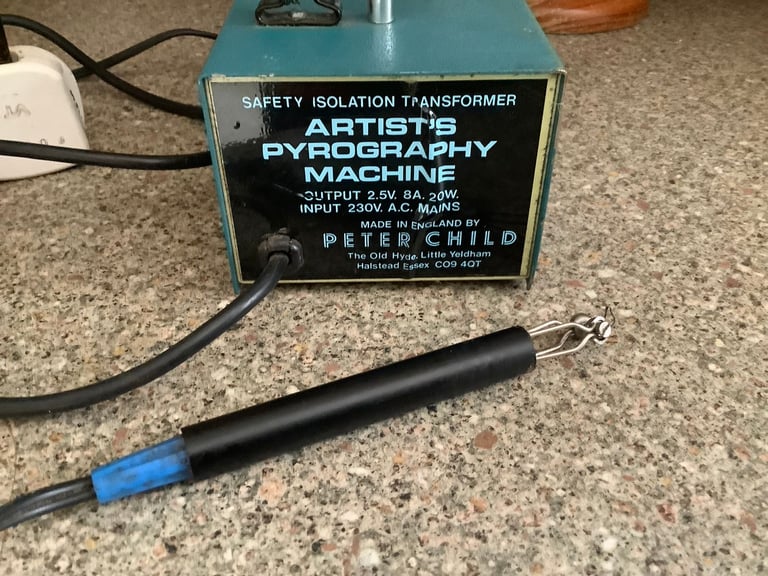 SAFETY ISOLATION TRANSFORMER
ARTIST'S
PYROGRAPHY
MACHINE
OUTPUT 2.5V. 8A. 20W.
INPUT 230V. A.C. MAINS
MADE IN ENGLAND BY
PETER CHILD
The Old Hyde, Little Yeldham
Halstead Essex CO9 4QT